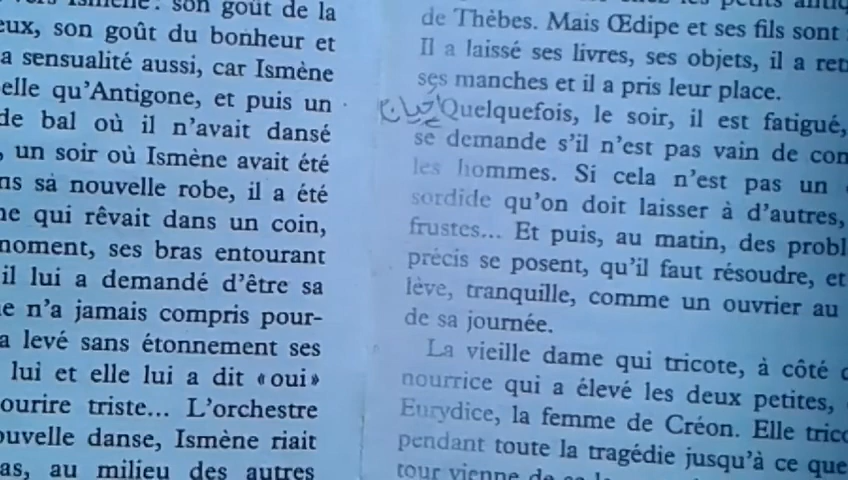 son goût de la
eux, son goût du bonheur et
a sensualité aussi, car Ismène
elle qu'Antigone, et puis un
de bal où il n'avait dansé
, un soir où Ismène avait été
ns sa nouvelle robe, il a été
ne qui rêvait dans un coin,
moment, ses bras entourant
il lui a demandé d'être sa
e n'a jamais compris pour-
a levé sans étonnement ses
lui et elle lui a dit « oui »
ourire triste... L'orchestre
ouvelle danse, Ismène riait
as, au milieu des autres
de Thèbes. Mais Œdipe et ses fils sont
Il a laissé ses livres, ses objets, il a ret
ses manches et il a pris leur place.
أحيانا Quelquefois, le soir, il est fatigué,
se demande s'il n'est pas vain de con
les hommes. Si cela n'est pas un
sordide qu'on doit laisser à d'autres,
frustes... Et puis, au matin, des probl
précis se posent, qu'il faut résoudre, et
lève, tranquille, comme un ouvrier au
de sa journée.
La vieille dame qui tricote, à côté d
nourrice qui a élevé les deux petites,
Eurydice, la femme de Créon. Elle trico
pendant toute la tragédie jusqu'à ce que
tour vienne de